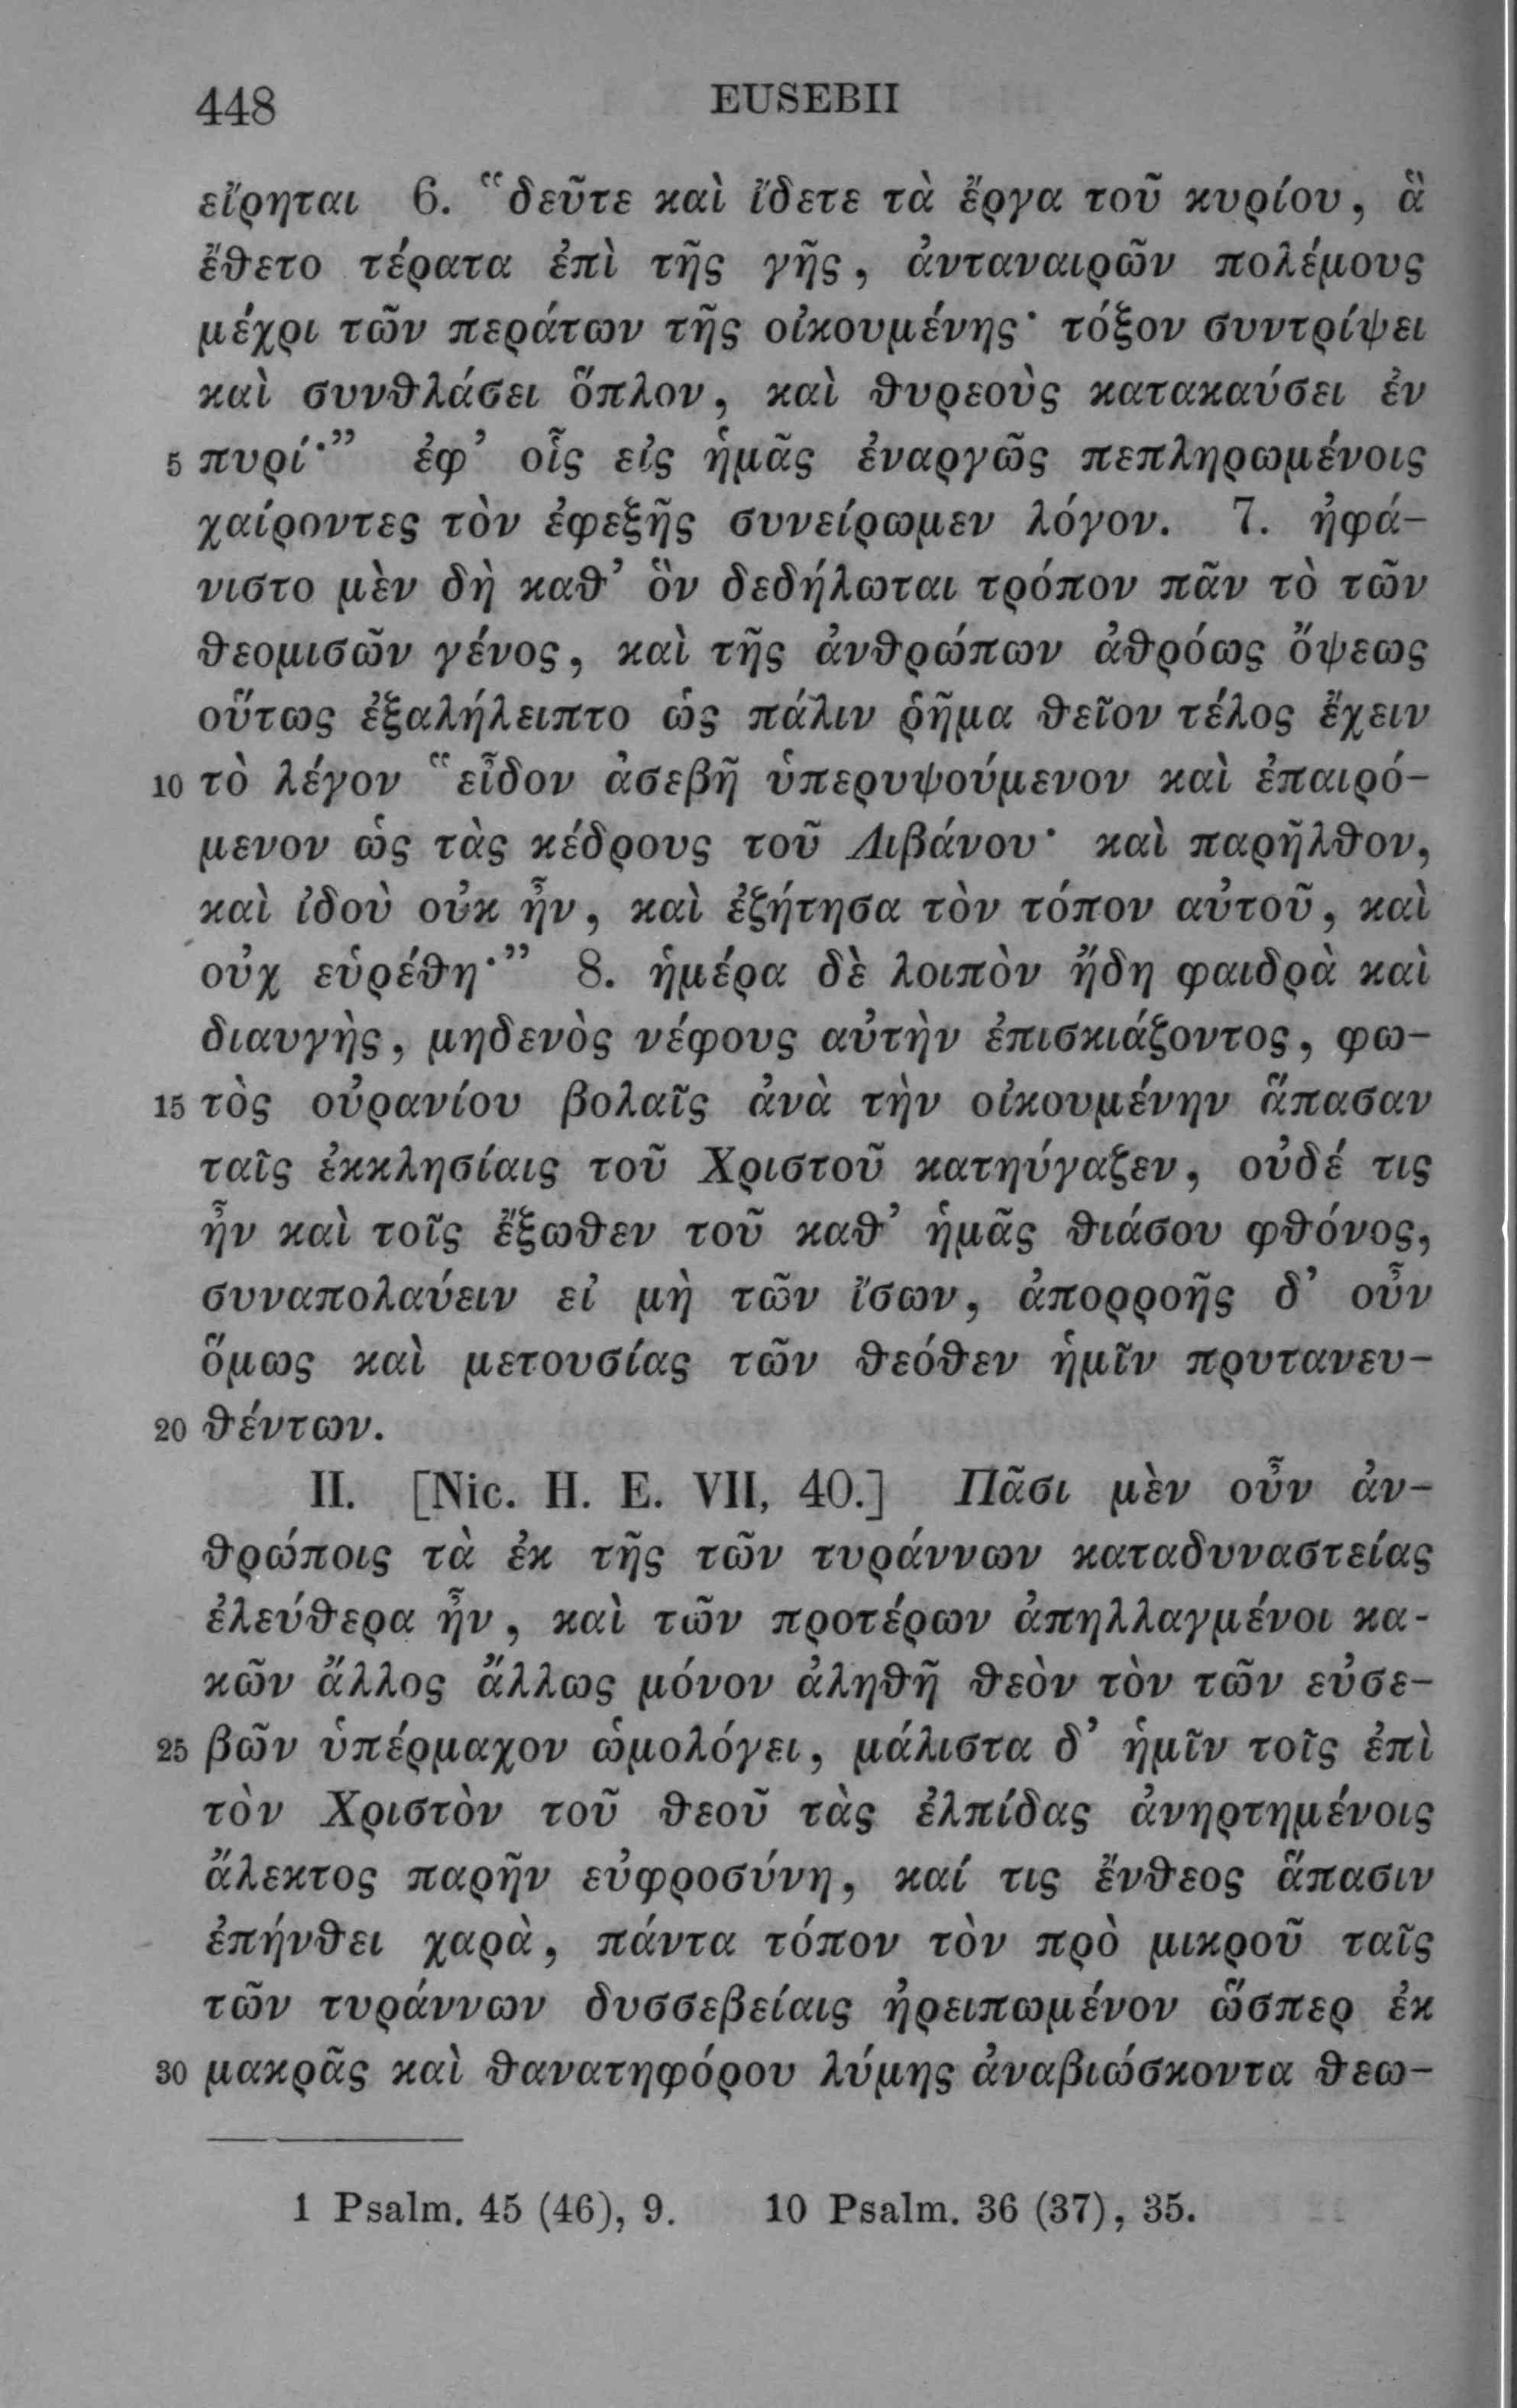 448 EUSEBII
εἴρηται 6. “δεῦτε καὶ ἴδετε τὰ ἔργα τοῦ κυρίου, ἃ
ἔθετο τέρατα ἐπὶ τῆς γῆς, ἀνταναιρῶν πολέμους
μέχρι τῶν περάτων τῆς οἰκουμένης· τόξον συντρίψει
καὶ συνθλάσει ὅπλον, καὶ θυρεοὺς κατακαύσει ἐν
5 πυρί·” ἐφ’ οἷς εἰς ἡμᾶς ἐναργῶς πεπληρωμένοις
χαίροντες τὸν ἐφεξῆς συνείρωμεν λόγον. 7. ἠφά-
νιστο μὲν δὴ καθ’ ὃν δεδήλωται τρόπον πᾶν τὸ τῶν
θεομισῶν γένος, καὶ τῆς ἀνθρώπων ἀθρόως ὄψεως
οὕτως ἐξαλήλειπτο ὡς πάλιν ῥῆμα θεῖον τέλος ἔχειν
10 τὸ λέγον “εἶδον ἀσεβῆ ὑπερυψούμενον καὶ ἐπαιρό-
μενον ὡς τὰς κέδρους τοῦ Λιβάνου· καὶ παρῆλθον,
καὶ ἰδοὺ οὐκ ἦν, καὶ ἐζήτησα τὸν τόπον αὐτοῦ, καὶ
οὐχ εὑρέθη·” 8. ἡμέρα δὲ λοιπὸν ἤδη φαιδρὰ καὶ
διαυγὴς, μηδενὸς νέφους αὐτὴν ἐπισκιάζοντος, φω-
15 τὸς οὐρανίου βολαῖς ἀνὰ τὴν οἰκουμένην ἅπασαν
ταῖς ἐκκλησίαις τοῦ Χριστοῦ κατηύγαζεν, οὐδέ τις
ἦν καὶ τοῖς ἔξωθεν τοῦ καθ’ ἡμᾶς θιάσου φθόνος,
συναπολαύειν εἰ μὴ τῶν ἴσων, ἀπορροῆς δ’ οὖν
ὅμως καὶ μετουσίας τῶν θεόθεν ἡμῖν πρυτανευ-
20 θέντων.
II. [Nic. H. E. VII, 40.] Πᾶσι μὲν οὖν ἀν-
θρώποις τὰ ἐκ τῆς τῶν τυράννων καταδυναστείας
ἐλεύθερα ἦν, καὶ τῶν προτέρων ἀπηλλαγμένοι κα-
κῶν ἄλλος ἄλλως μόνον ἀληθῆ θεὸν τὸν τῶν εὐσε-
25 βῶν ὑπέρμαχον ὡμολόγει, μάλιστα δ’ ἡμῖν τοῖς ἐπὶ
τὸν Χριστὸν τοῦ θεοῦ τὰς ἐλπίδας ἀνηρτημένοις
ἄλεκτος παρῆν εὐφροσύνη, καί τις ἔνθεος ἅπασιν
ἐπήνθει χαρὰ, πάντα τόπον τὸν πρὸ μικροῦ ταῖς
τῶν τυράννων δυσσεβείαις ἠρειπωμένον ὥσπερ ἐκ
30 μακρᾶς καὶ θανατηφόρου λύμης ἀναβιώσκοντα θεω-
1 Psalm. 45 (46), 9. 10 Psalm. 36 (37), 35.